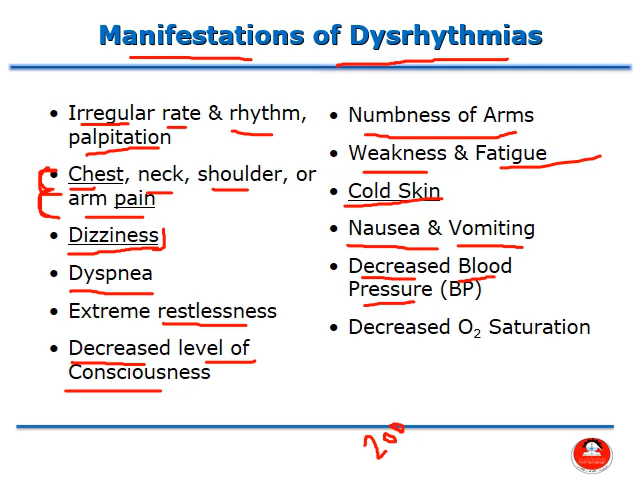 Manifestations of Dysrhythmias
• Irregular rate & rhythm,
palpitation
• Chest, neck, shoulder, or
arm pain
• Dizziness
• Dyspnea
• Extreme restlessness
• Decreased level of
Consciousness
• Numbness of Arms
• Weakness & Fatigue
• Cold Skin
• Nausea & Vomiting
• Decreased Blood
Pressure (BP)
• Decreased O₂ Saturation
200